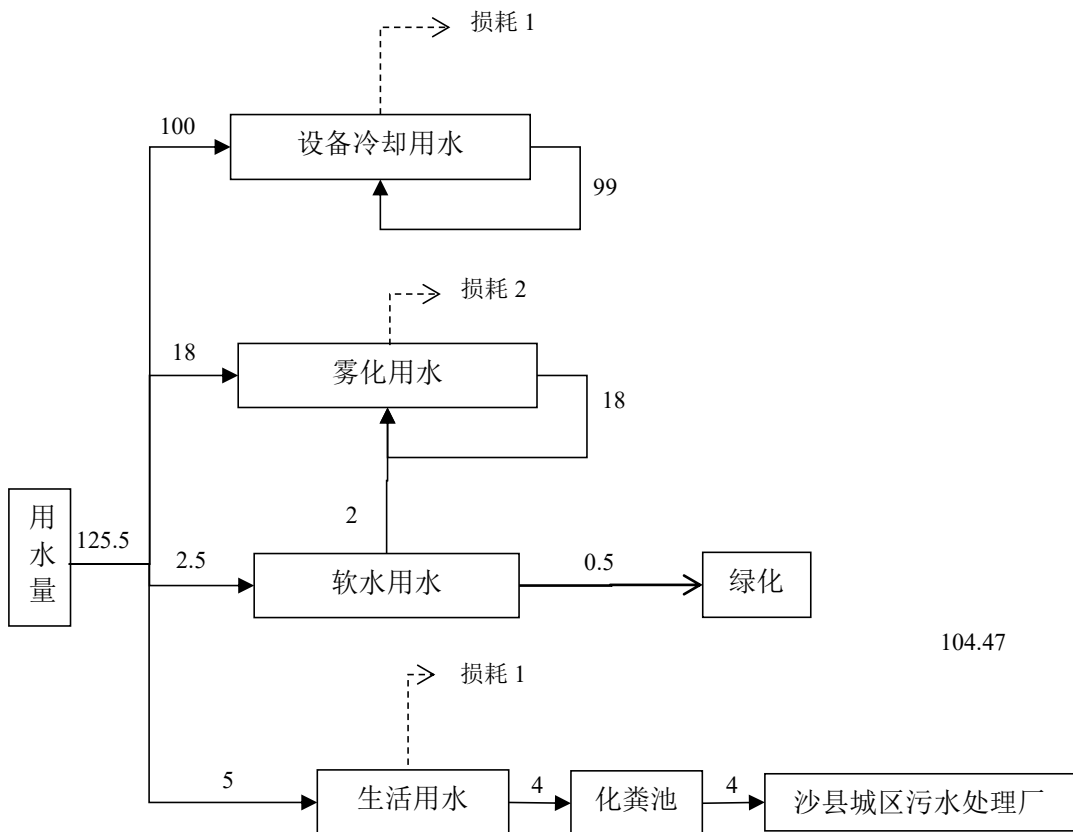 损耗 1
100
设备冷却用水
99
损耗 2
18
雾化用水
18
用水量
125.5
2
2.5
软水用水
0.5
绿化
104.47
损耗 1
5
生活用水
4
化粪池
4
沙县城区污水处理厂